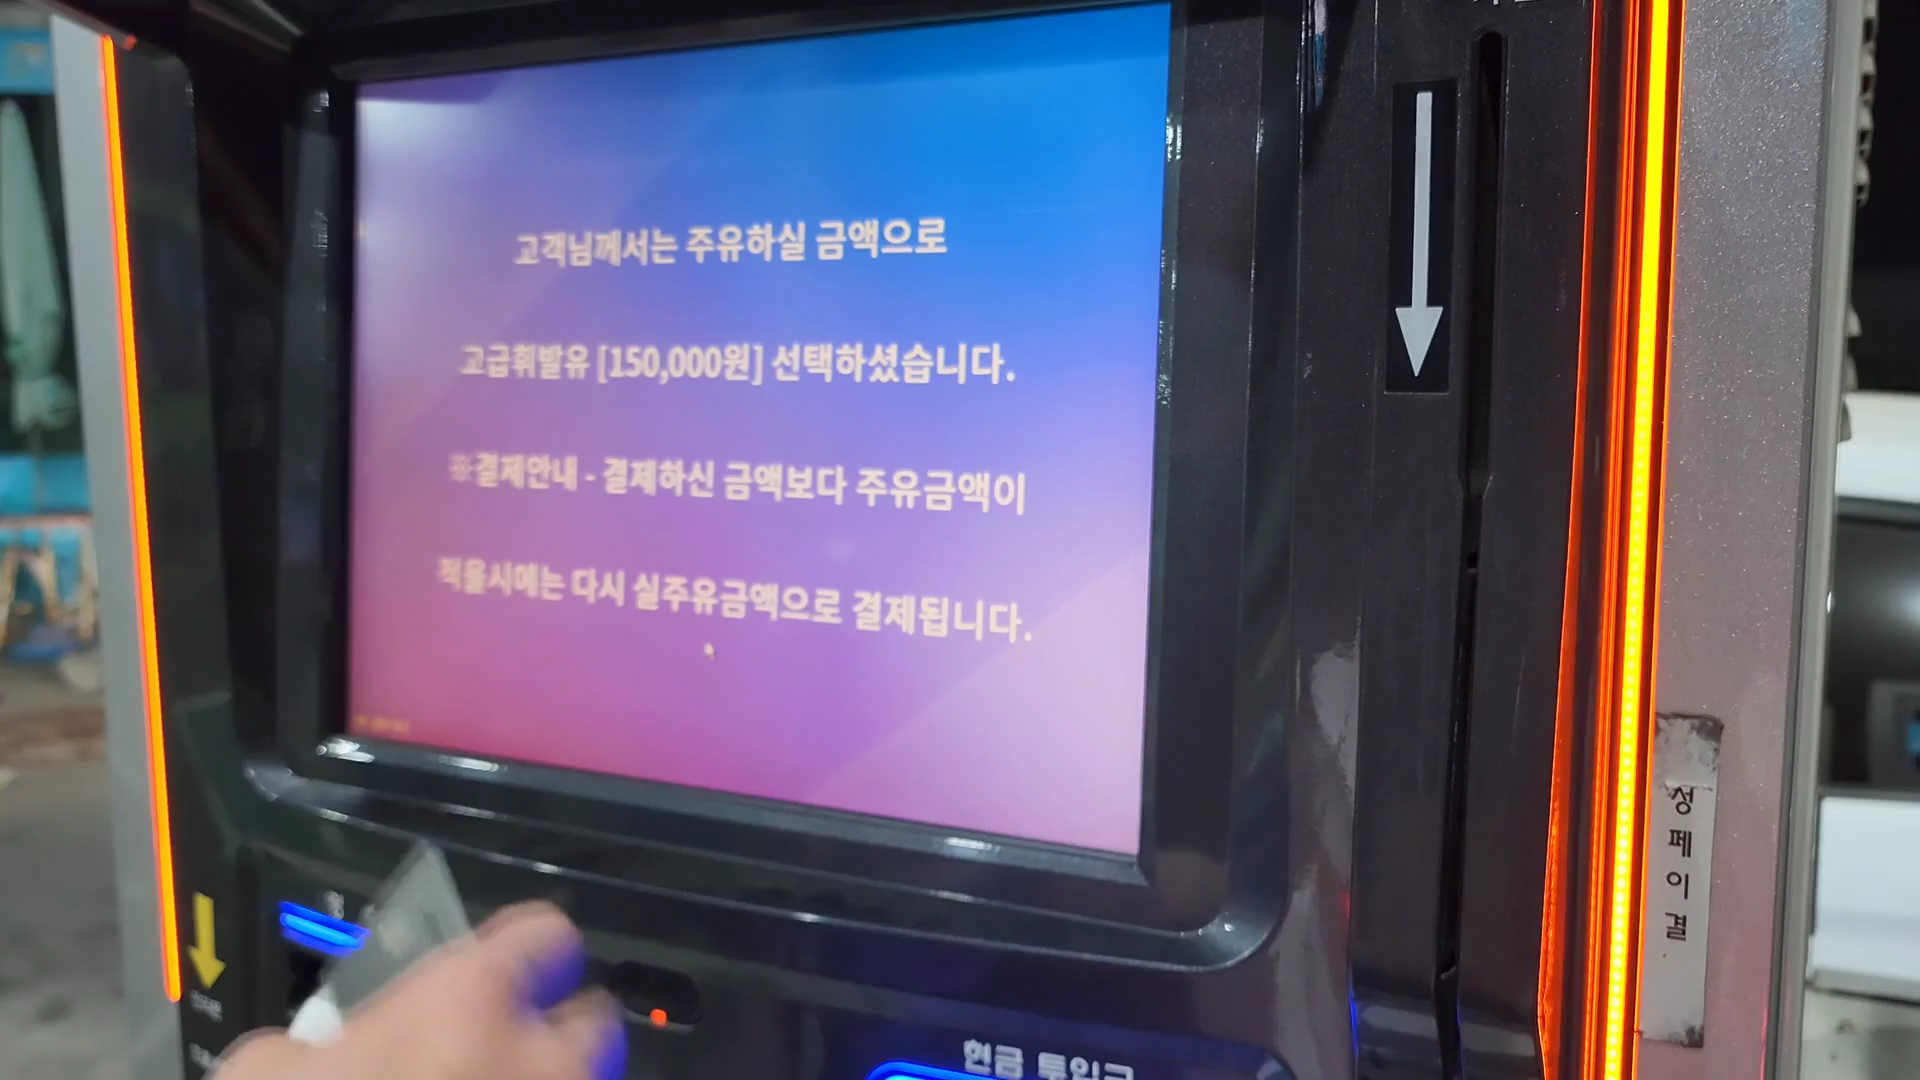 고객님께서는 주유하실 금액으로
고급휘발유 [150,000원] 선택하셨습니다.
※결제안내 - 결제하신 금액보다 주유금액이
적을시에는 다시 실주유금액으로 결제됩니다.
성
페
이
결
현금 투입구